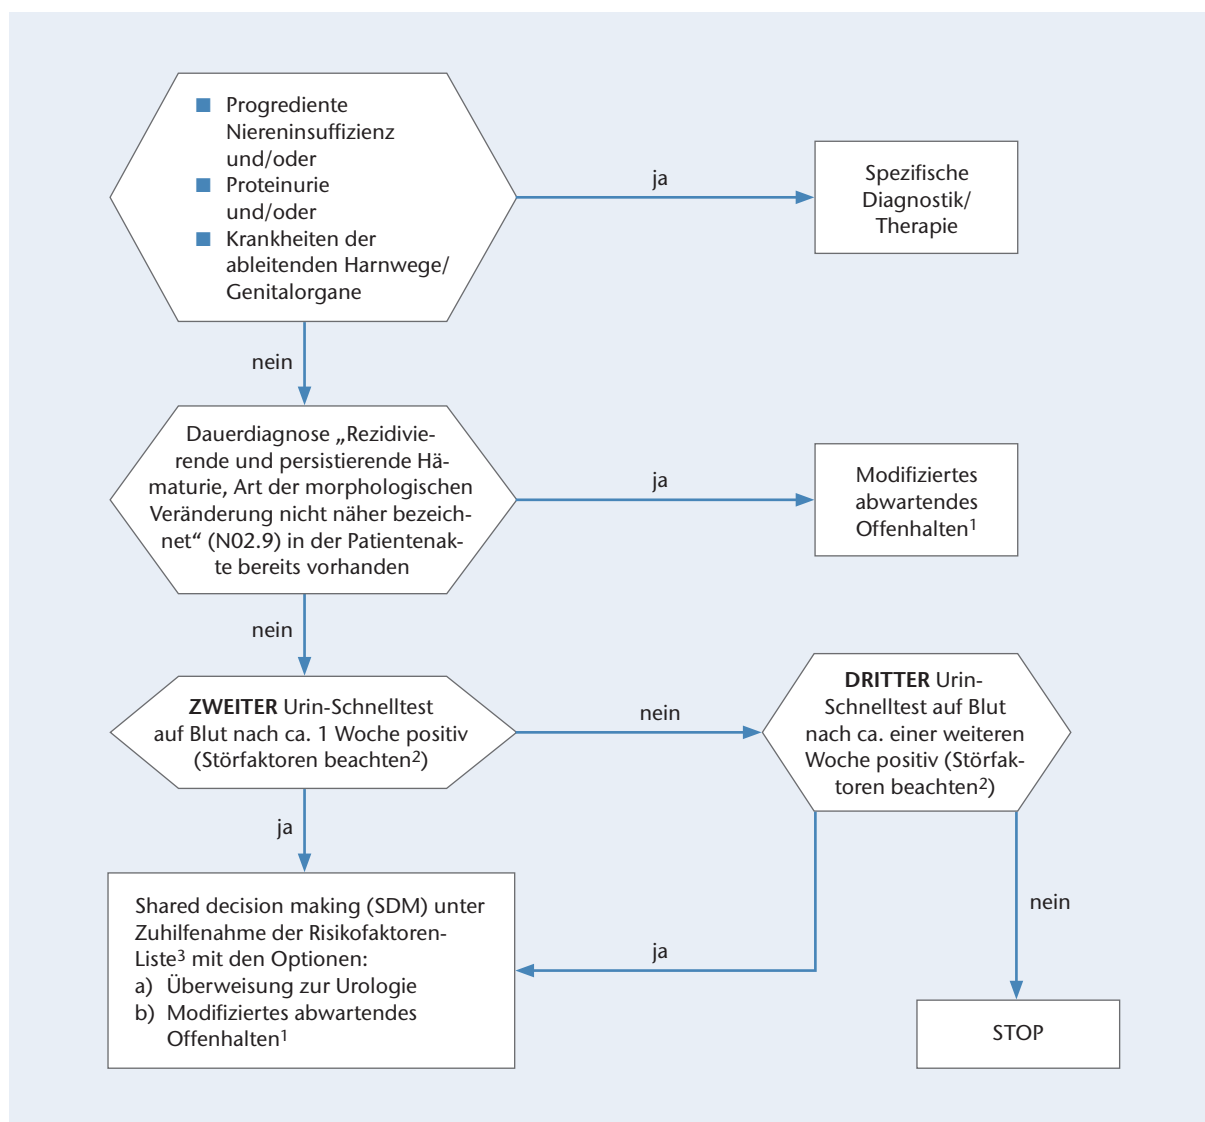 Progrediente
Niereninsuffizienz
und/oder
Proteinurie
und/oder
Krankheiten der
ableitenden Harnwege/
Genitalorgane
ja
Spezifische
Diagnostik/
Therapie
nein
Dauerdiagnose „Rezidivie-
rende und persistierende Hä-
maturie, Art der morphologischen
Veränderung nicht näher bezeich-
net“ (N02.9) in der Patientenak-
te bereits vorhanden
ja
Modifiziertes
abwartendes
Offenhalten¹
nein
ZWEITER Urin-Schnelltest
auf Blut nach ca. 1 Woche positiv
(Störfaktoren beachten²)
nein
DRITTER Urin-
Schnelltest auf Blut
nach ca. einer weiteren
Woche positiv (Störfak-
toren beachten²)
ja
Shared decision making (SDM) unter
Zuhilfenahme der Risikofaktoren-
Liste³ mit den Optionen:
a) Überweisung zur Urologie
b) Modifiziertes abwartendes
Offenhalten¹
ja
nein
STOP